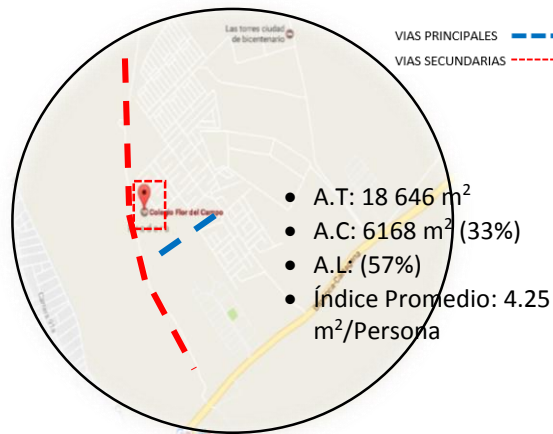 Las torres ciudad
de bicentenario
VIAS PRINCIPALES
VIAS SECUNDARIAS
Colegio Flor del Campo
• A.T: 18 646 m²
• A.C: 6168 m² (33%)
• A.L: (57%)
• Índice Promedio: 4.25
m²/Persona